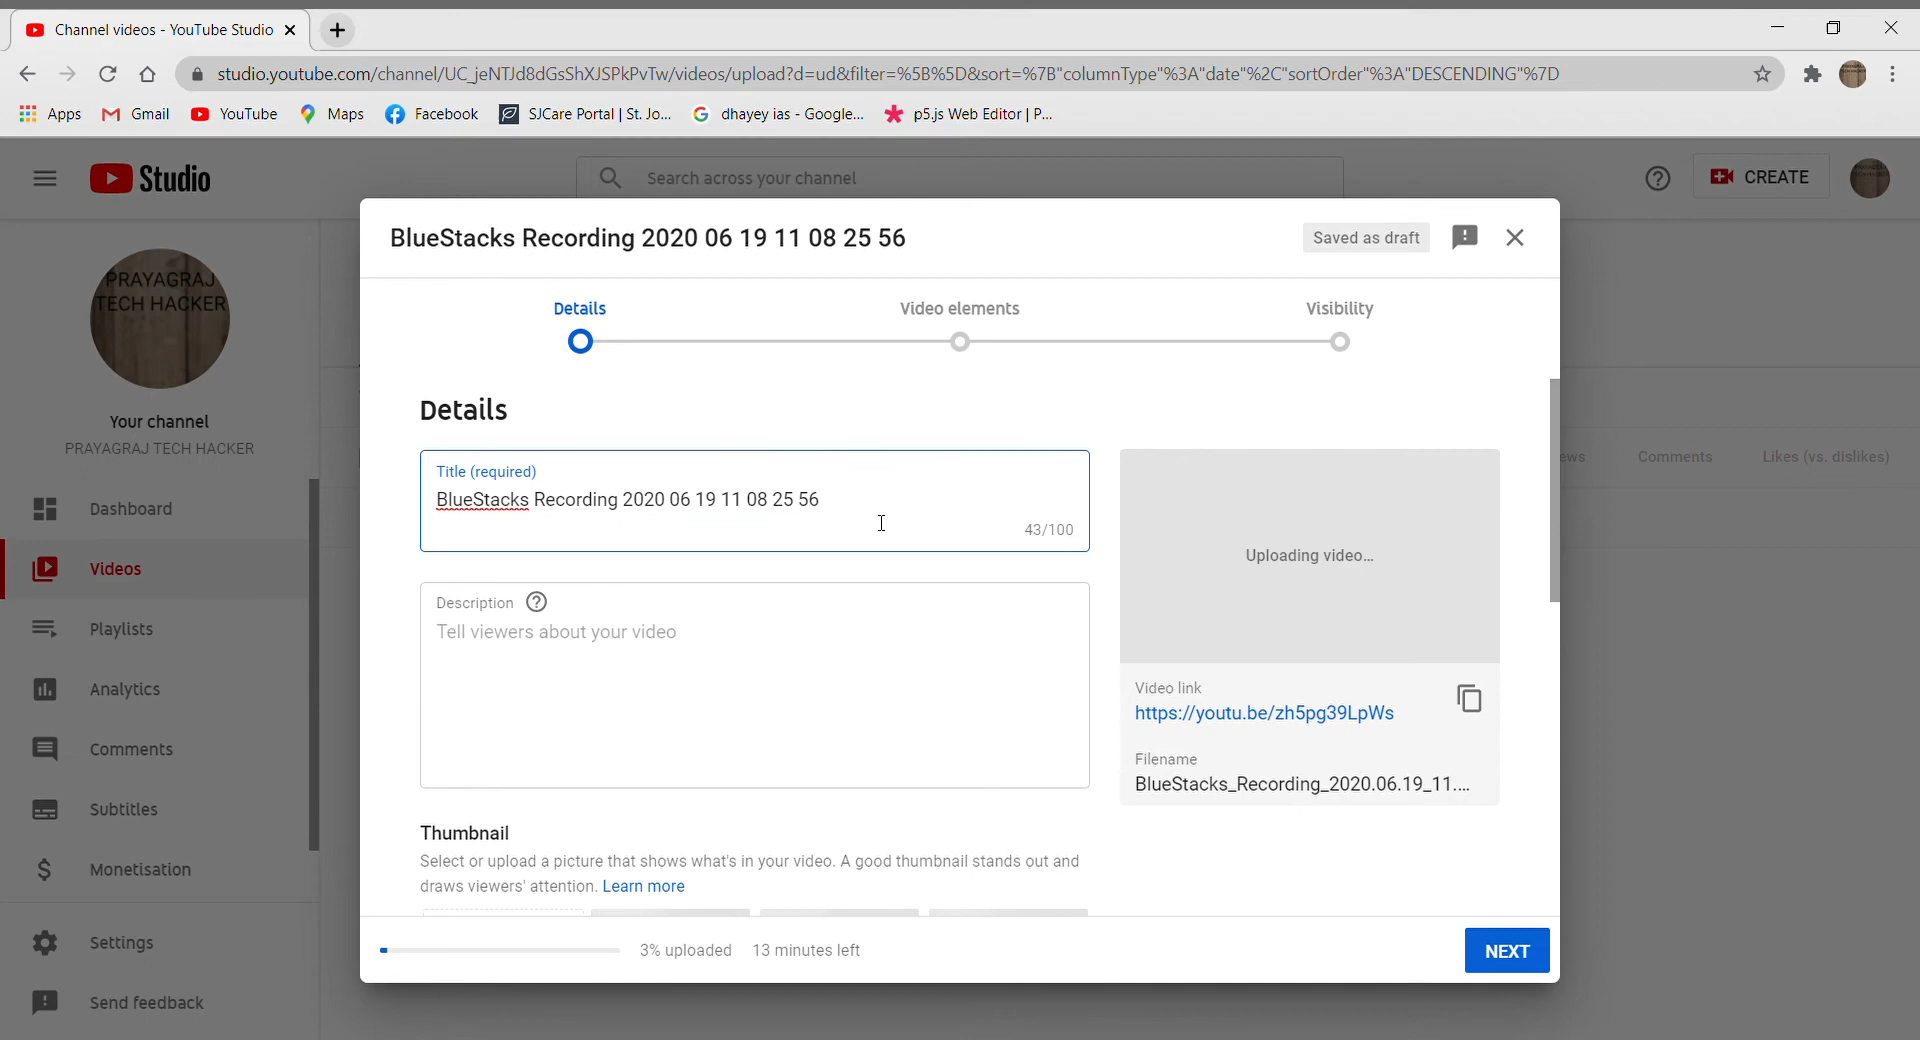 Channel videos - YouTube Studio
studio.youtube.com/channel/UC_jeNTJd8dGsShXJSPkPvTw/videos/upload?d=ud&filter=%5B%5D&sort=%7B"columnType"%3A"date"%2C"sortOrder"%3A"DESCENDING"%7D
Apps Gmail YouTube Maps Facebook SJCare Portal | St. Jo... dhayey ias - Google... p5.js Web Editor | P...
Studio Search across your channel CREATE
BlueStacks Recording 2020 06 19 11 08 25 56 Saved as draft
PRAYAGRAJ
TECH HACKER
Your channel
PRAYAGRAJ TECH HACKER
Dashboard
Videos
Playlists
Analytics
Comments
Subtitles
Monetisation
Settings
Send feedback
Details Video elements Visibility
Details
Title (required)
BlueStacks Recording 2020 06 19 11 08 25 56
43/100
Description
Tell viewers about your video
Thumbnail
Select or upload a picture that shows what's in your video. A good thumbnail stands out and
draws viewers' attention. Learn more
Uploading video...
Video link
https://youtu.be/zh5pg39LpWs
Filename
BlueStacks_Recording_2020.06.19_11....
ews Comments Likes (vs. dislikes)
3% uploaded 13 minutes left
NEXT